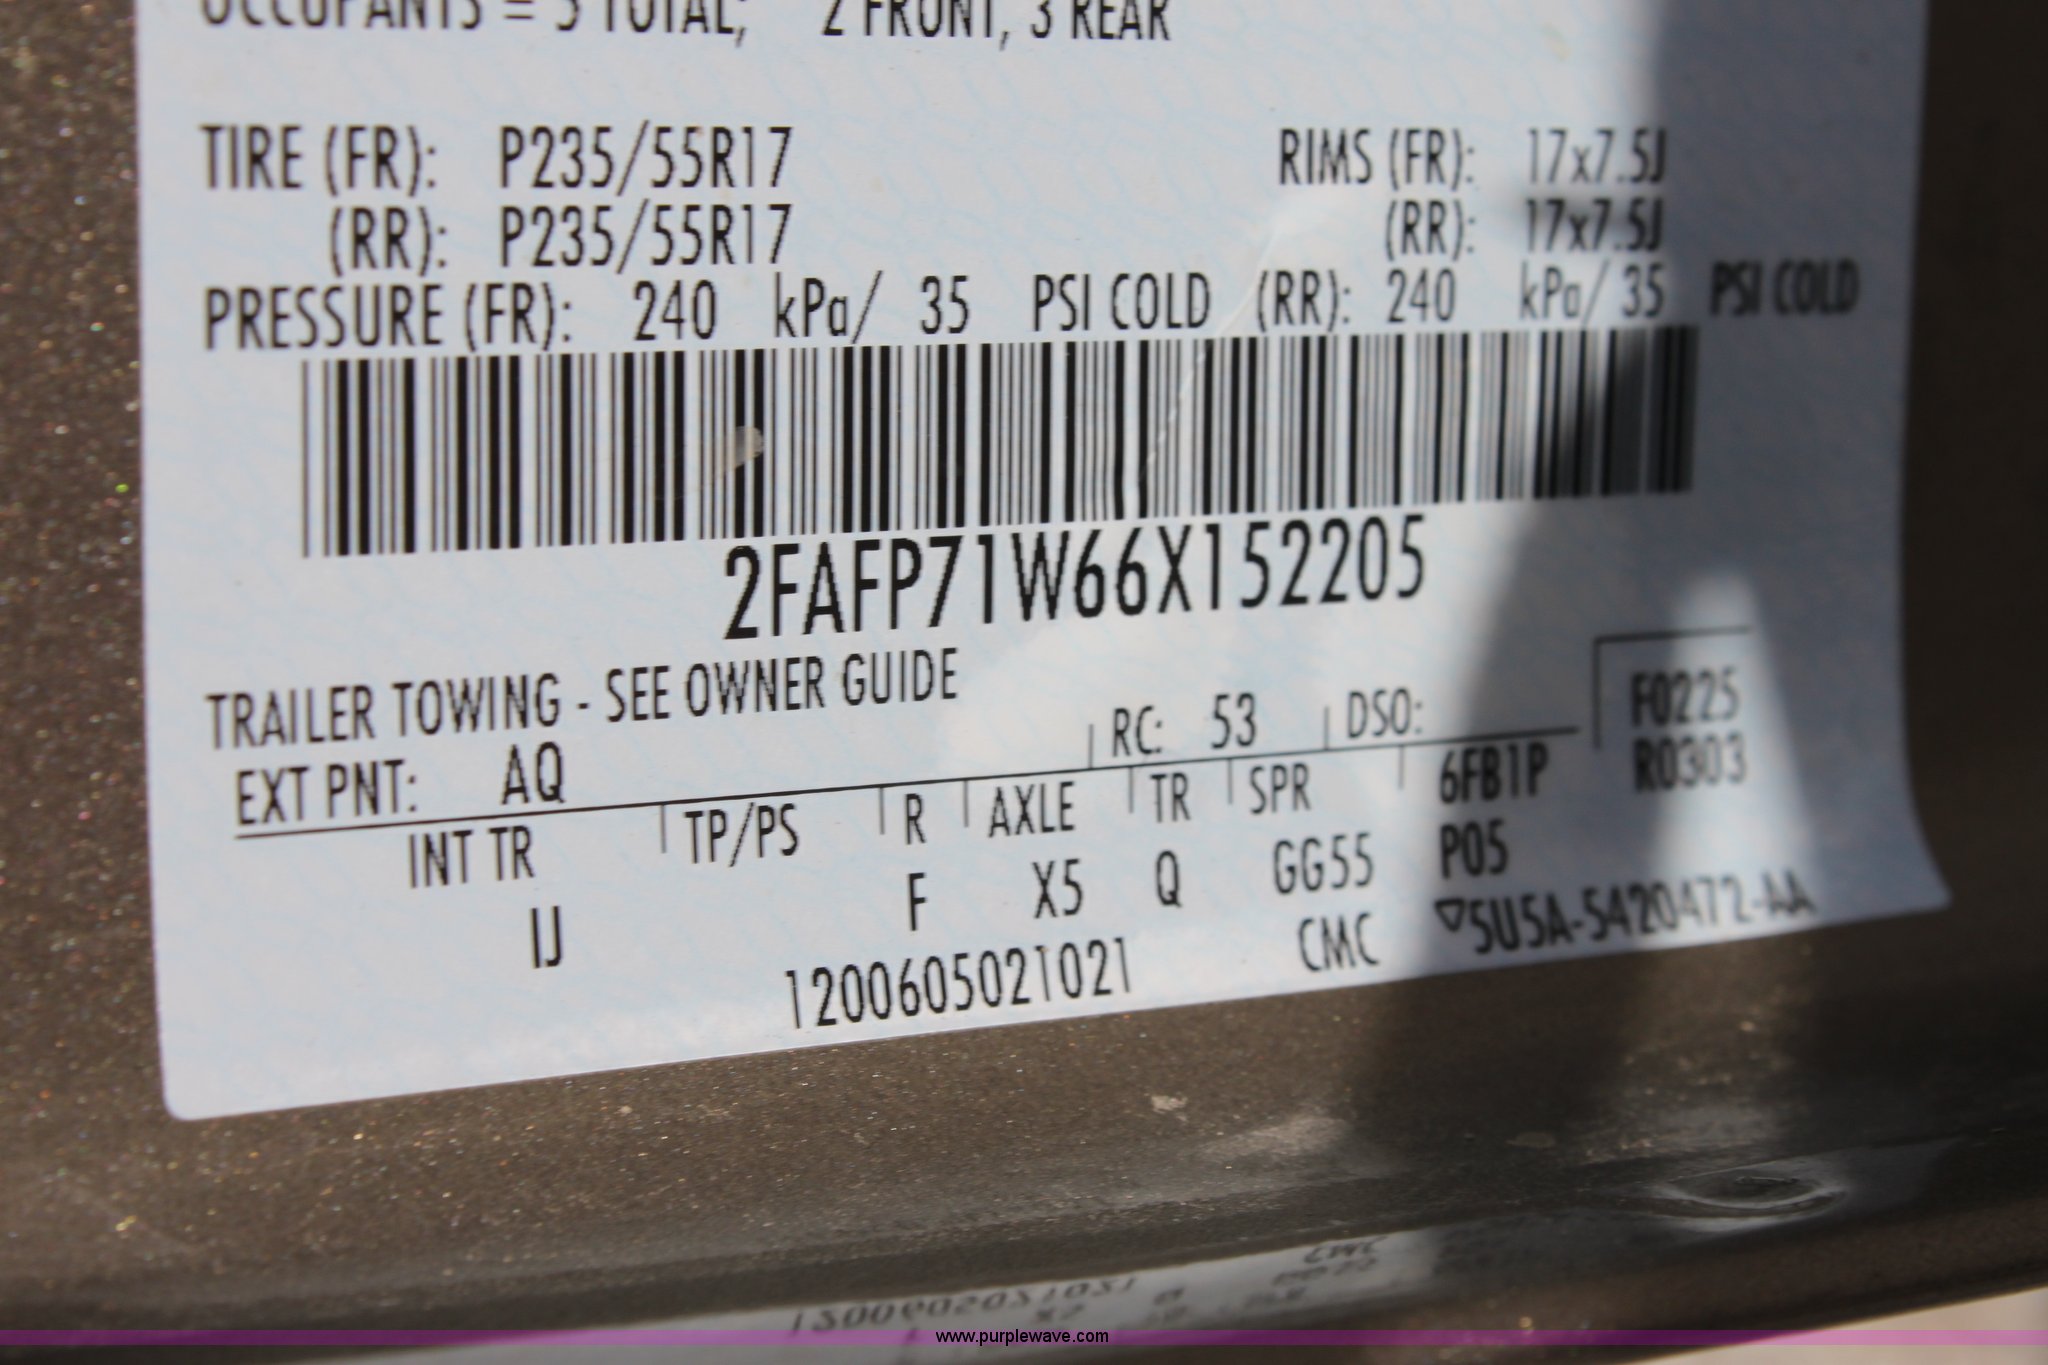 OCCUPANTS = 5 TOTAL; 2 FRONT, 3 REAR
TIRE (FR): P235/55R17 RIMS (FR): 17x7.5J
(RR): P235/55R17 (RR): 17x7.5J
PRESSURE (FR): 240 kPa/ 35 PSI COLD (RR): 240 kPa/ 35 PSI COLD
2FAFP71W66X152205
TRAILER TOWING - SEE OWNER GUIDE
EXT PNT: AQ RC: 53 DSO: F0225
R0303
INT TR TP/PS R AXLE TR SPR 6FB1P
IJ F X5 Q GG55 P05
1200605021021 CMC ▽5U5A-5420472-AA
www.purplewave.com